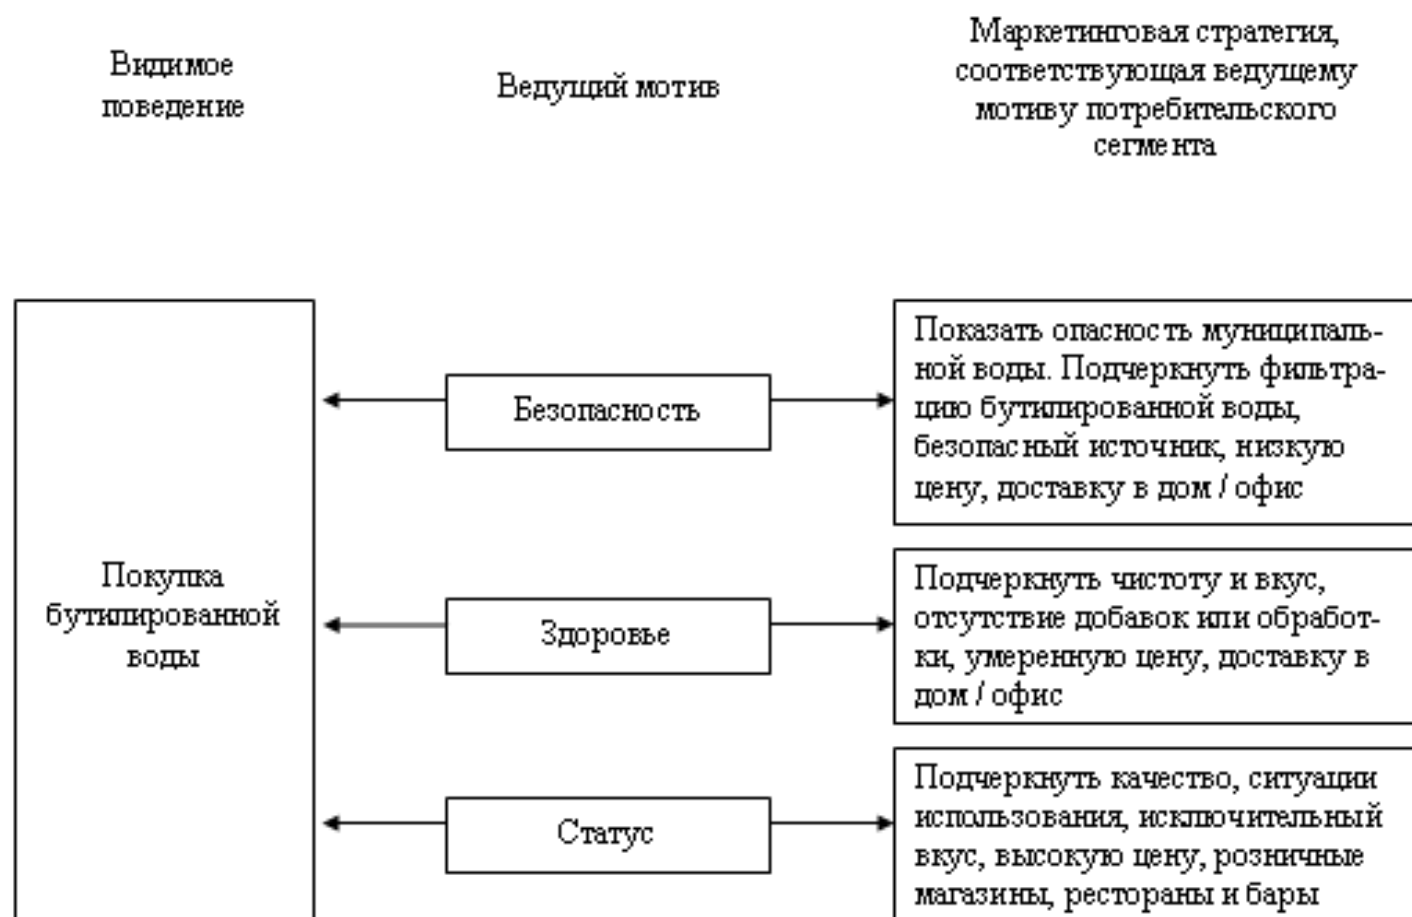 Видимое
поведение
Ведущий мотив
Маркетинговая стратегия,
соответствующая ведущему
мотиву потребительского
сегмента
Покупка
бутилированной
воды
Безопасность
Показать опасность муниципаль-
ной воды. Подчеркнуть фильтра-
цию бутилированной воды,
безопасный источник, низкую
цену, доставку в дом / офис
Здоровье
Подчеркнуть чистоту и вкус,
отсутствие добавок или обработ-
ки, умеренную цену, доставку в
дом / офис
Статус
Подчеркнуть качество, ситуации
использования, исключительный
вкус, высокую цену, розничные
магазины, рестораны и бары